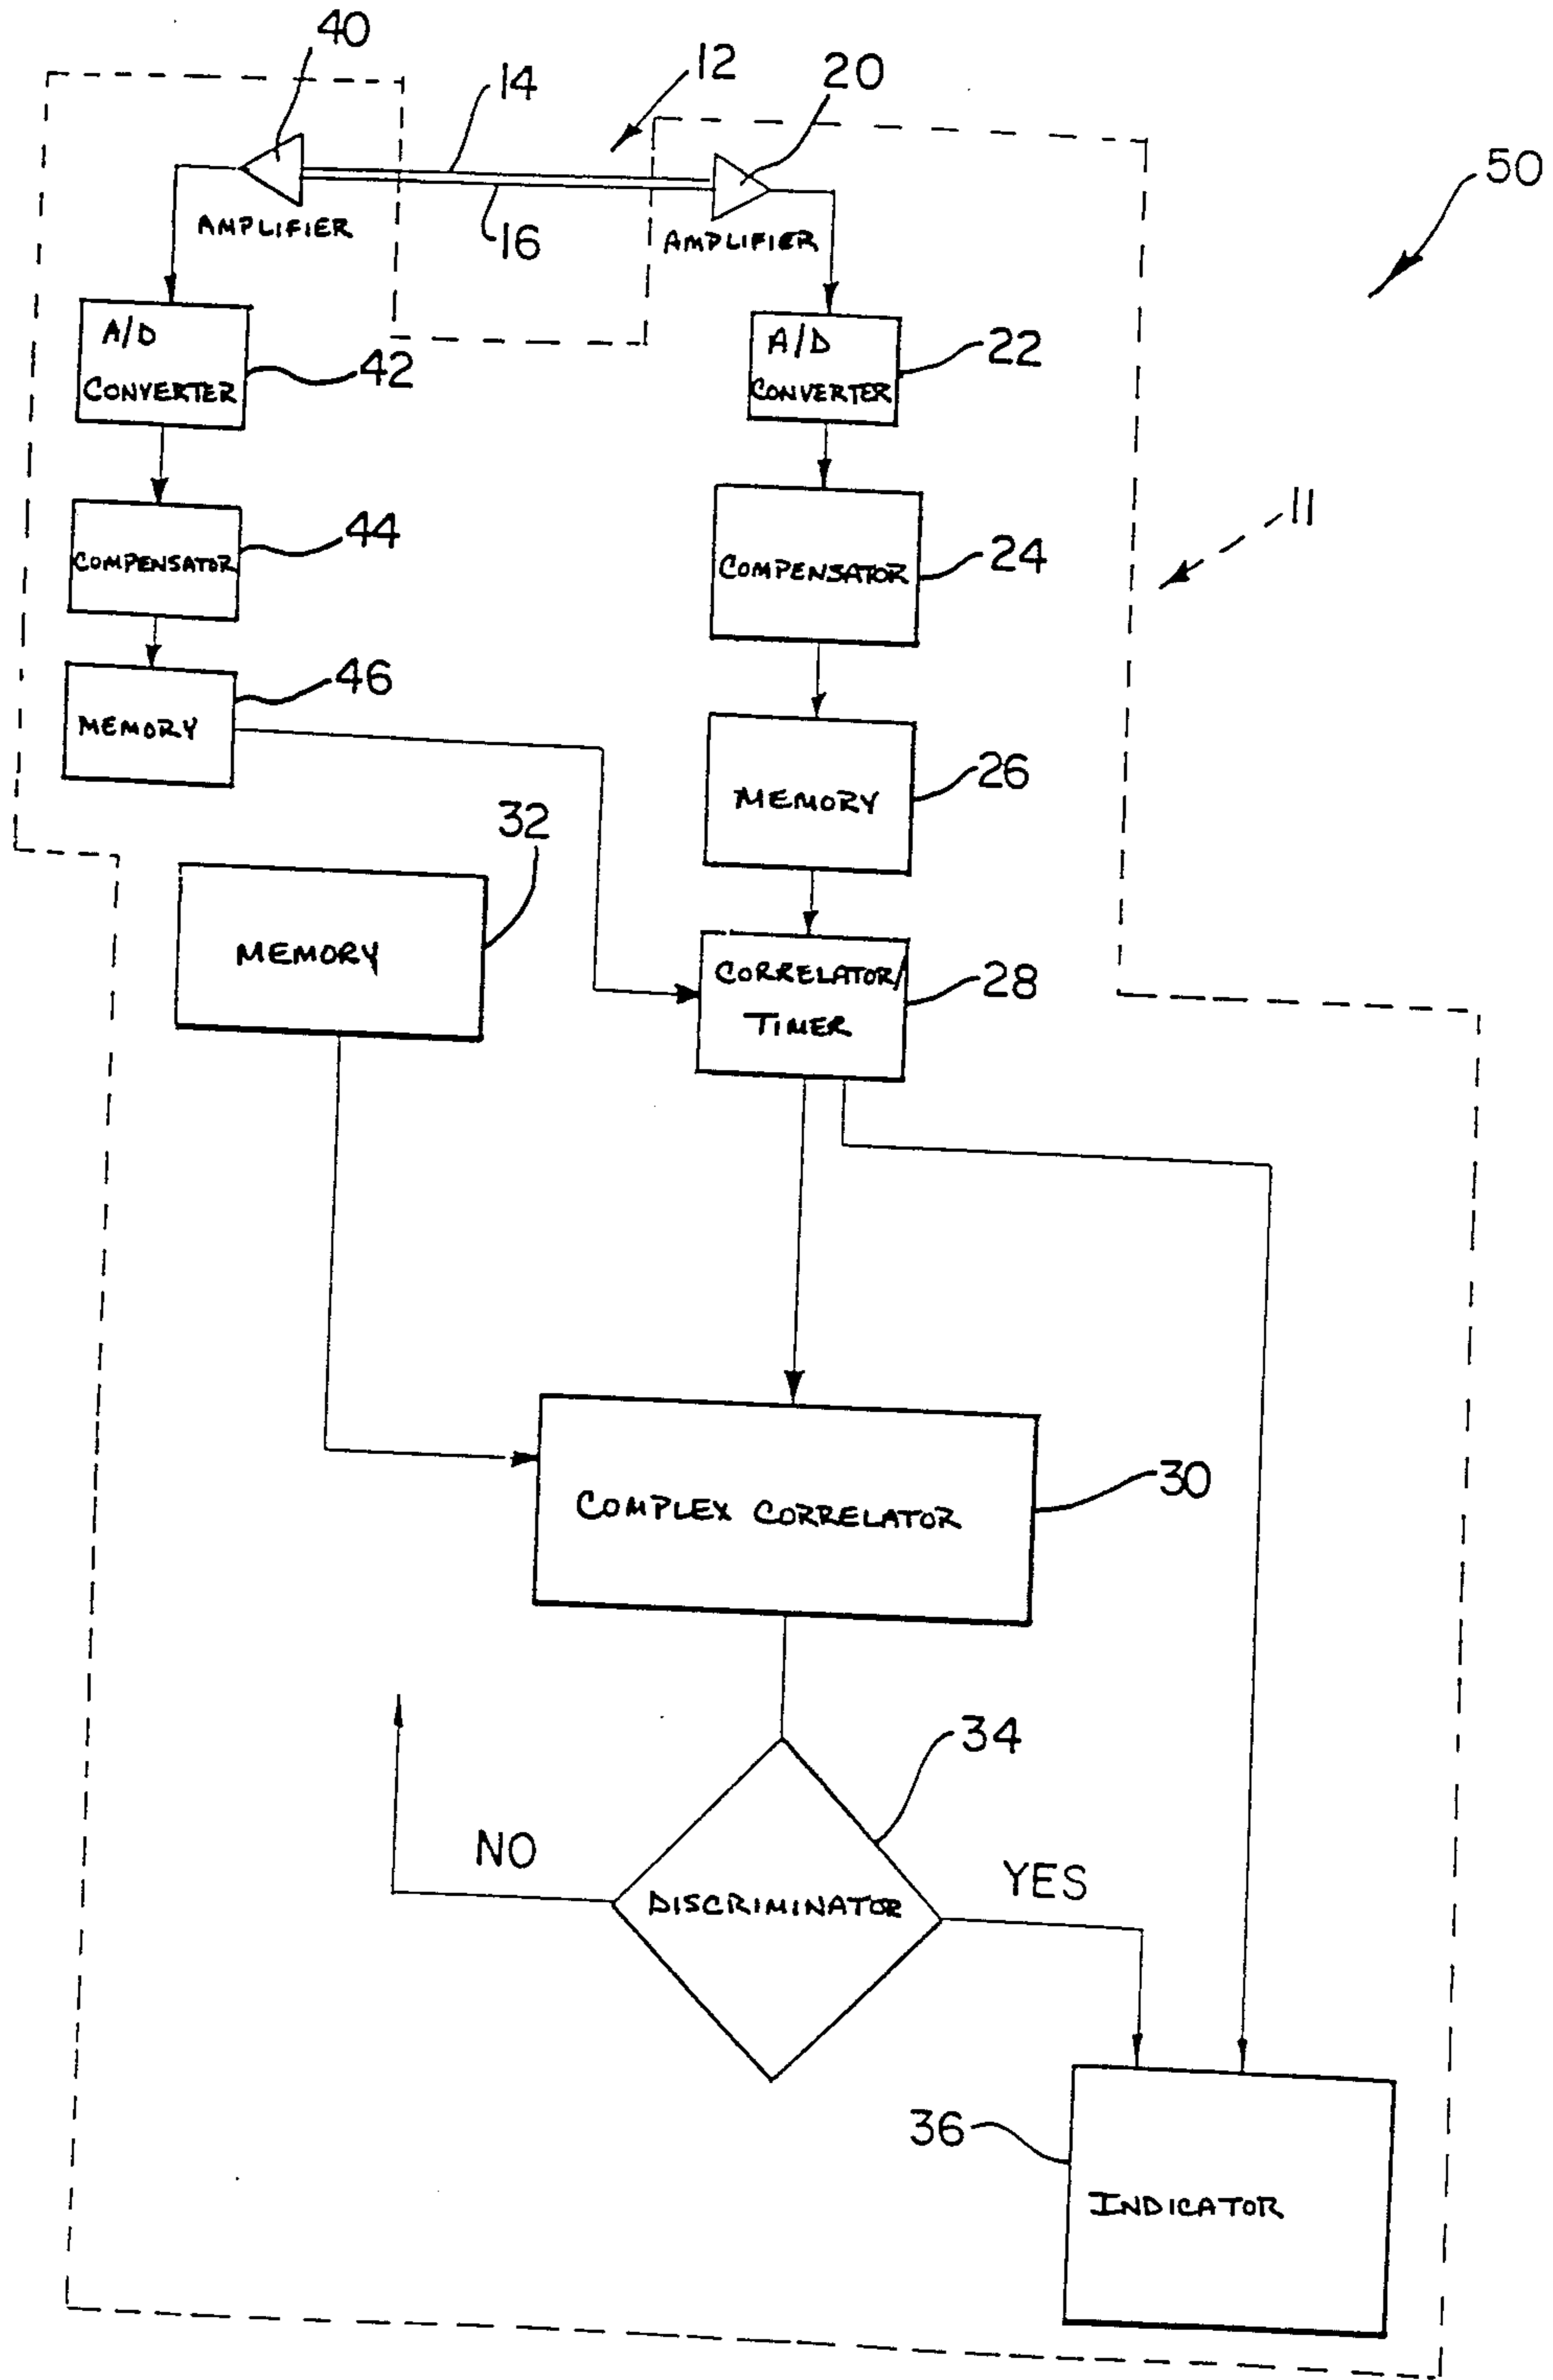 40
12
20
14
50
16
AMPLIFIER
AMPLIFIER
A/D
CONVERTER
42
A/D
CONVERTER
22
11
COMPENSATOR
44
COMPENSATOR
24
MEMORY
46
MEMORY
26
32
MEMORY
CORRELATOR/
TIMER
28
COMPLEX CORRELATOR
30
34
NO
YES
DISCRIMINATOR
36
INDICATOR